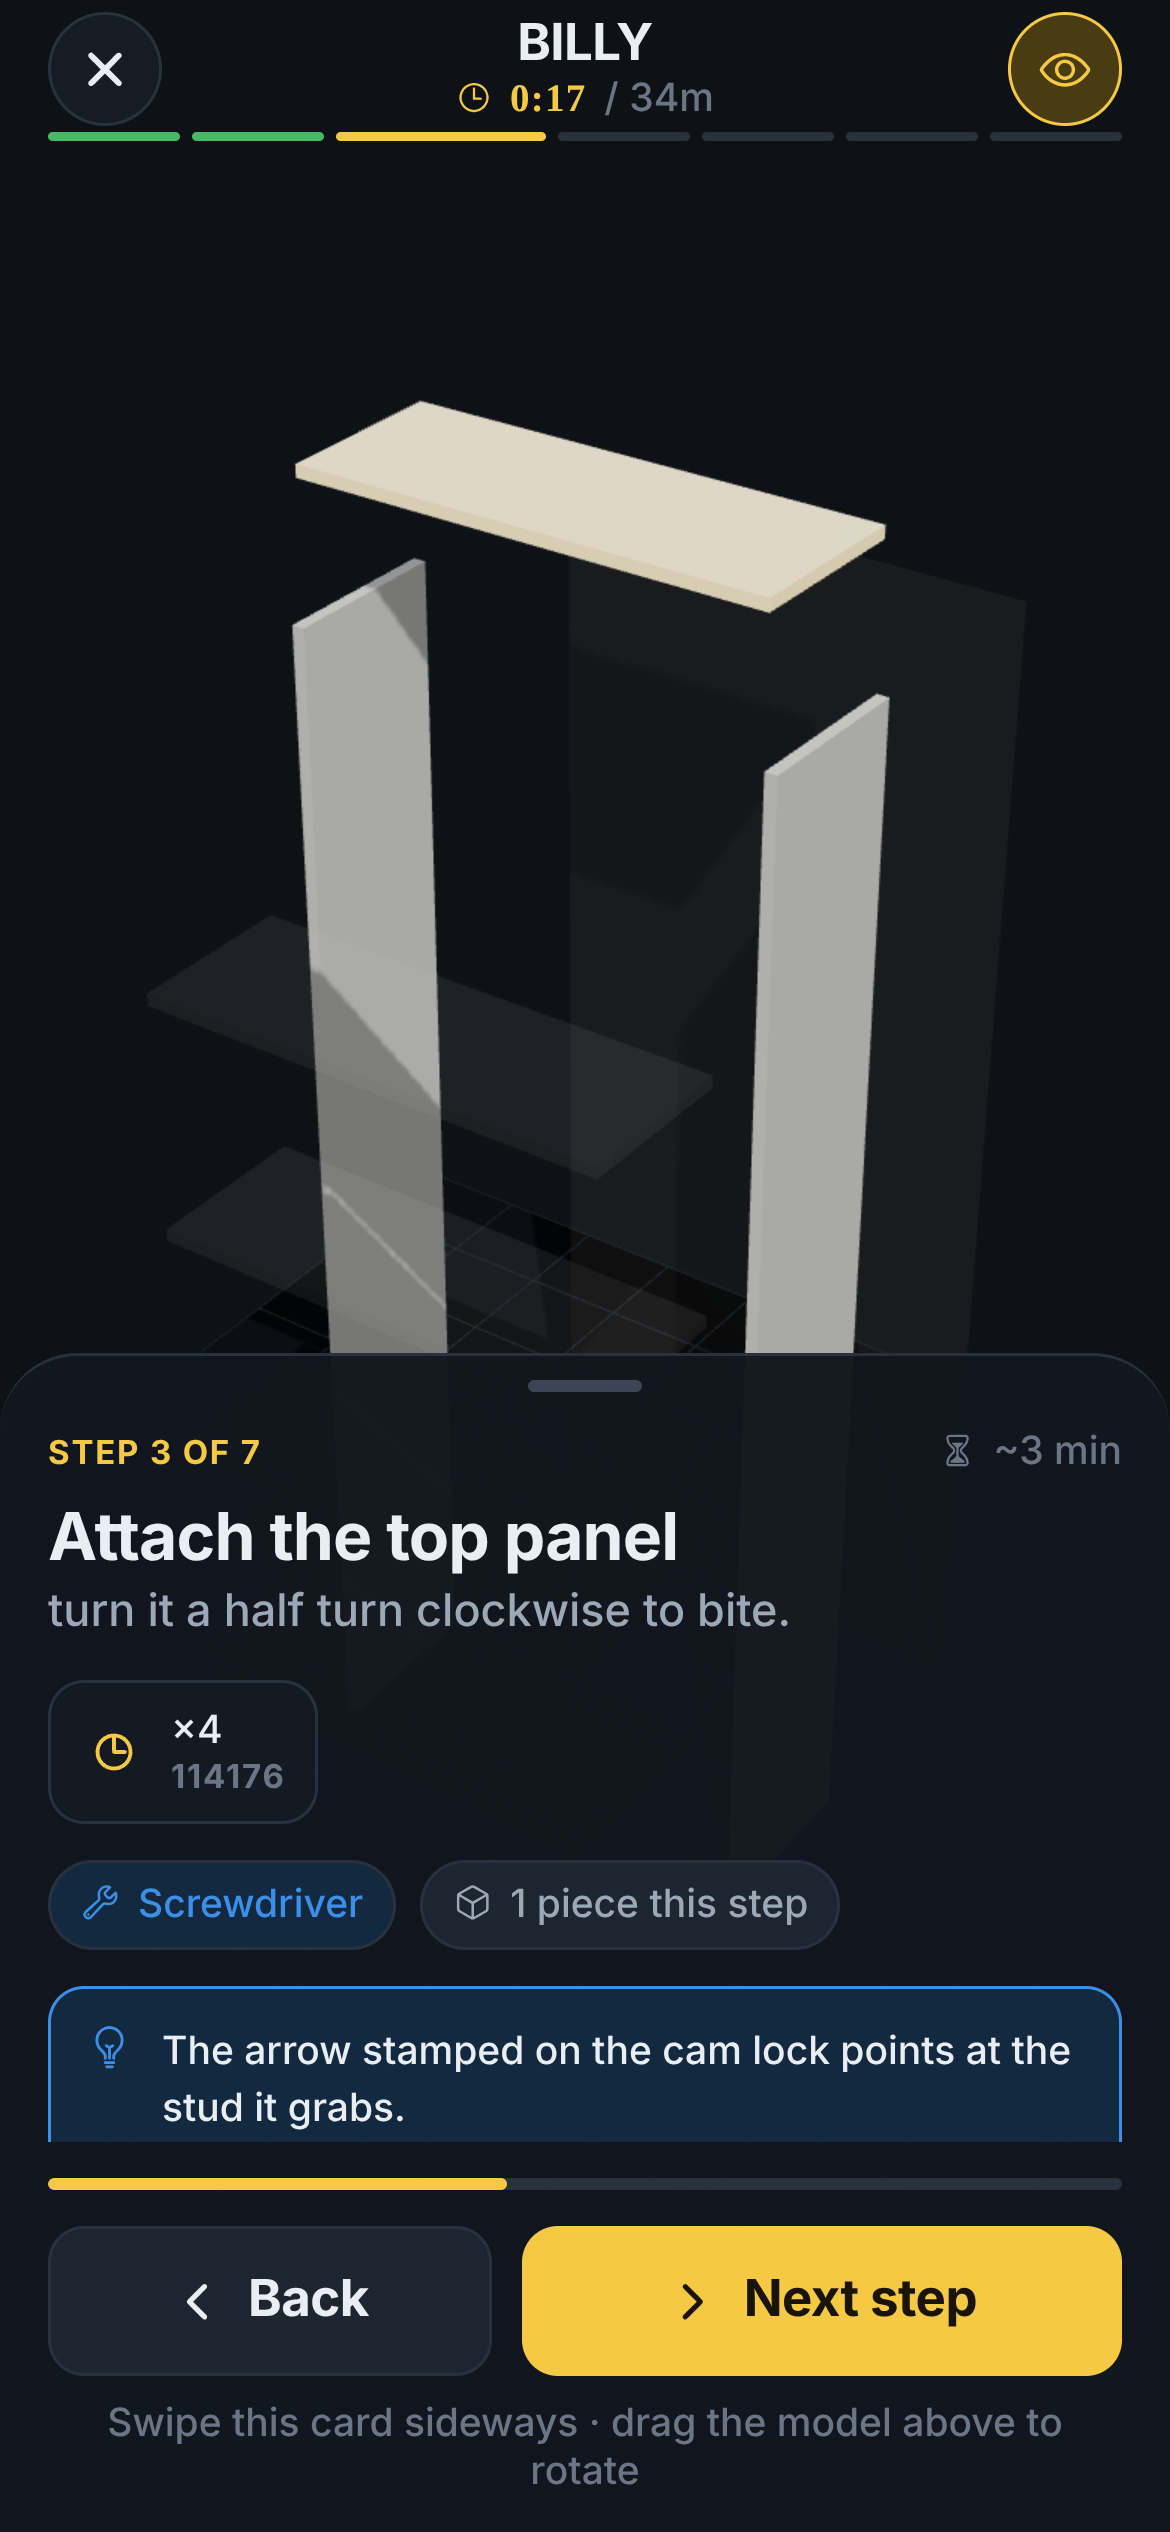 BILLY
0:17 / 34m
STEP 3 OF 7
~3 min
Attach the top panel
turn it a half turn clockwise to bite.
×4
114176
Screwdriver
1 piece this step
The arrow stamped on the cam lock points at the
stud it grabs.
Back
Next step
Swipe this card sideways · drag the model above to
rotate